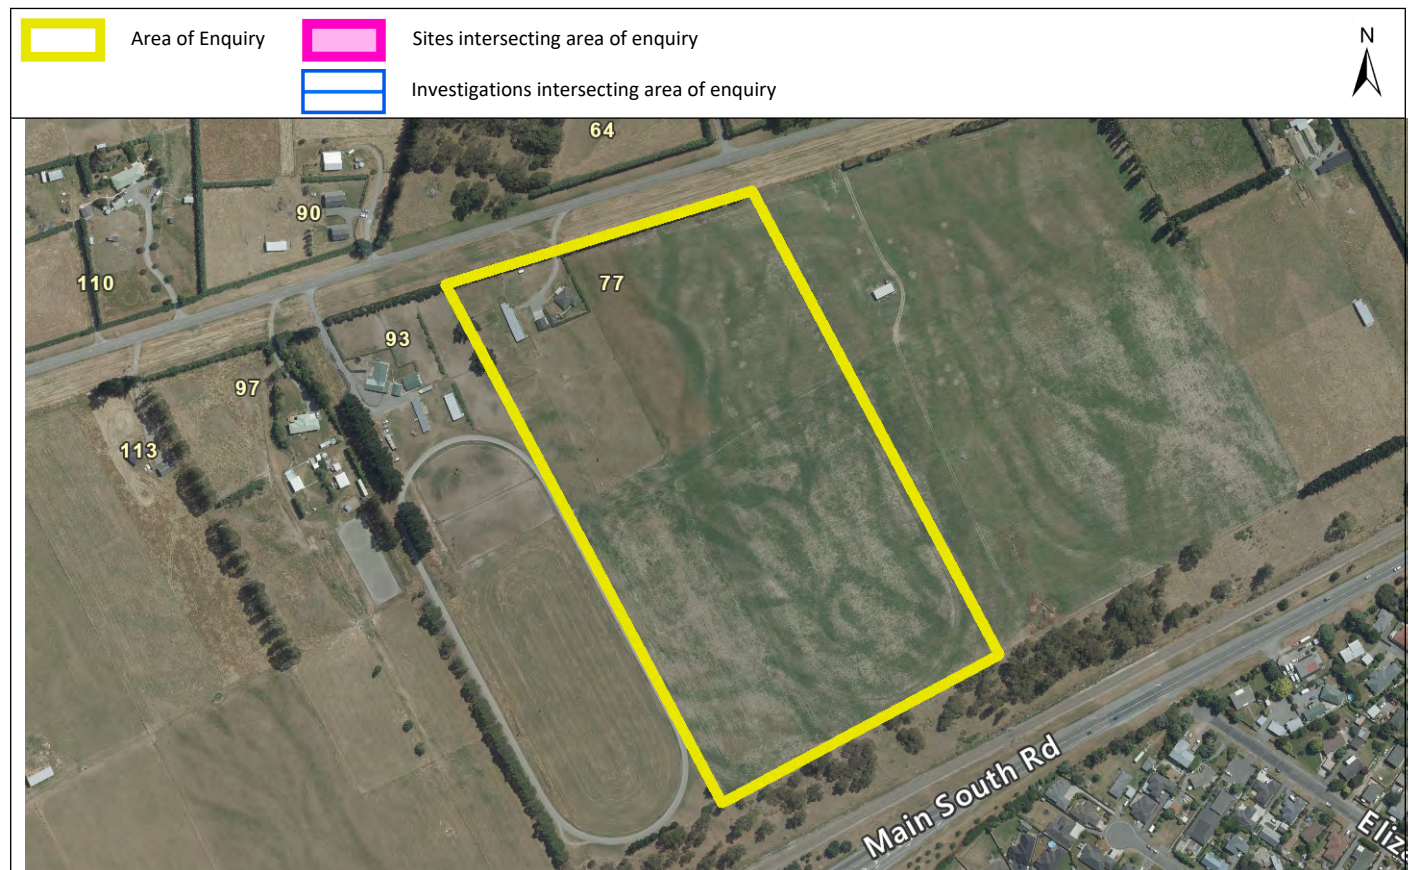 Area of Enquiry
Sites intersecting area of enquiry
N
Investigations intersecting area of enquiry
64
90
110
77
93
97
113
Main South Rd